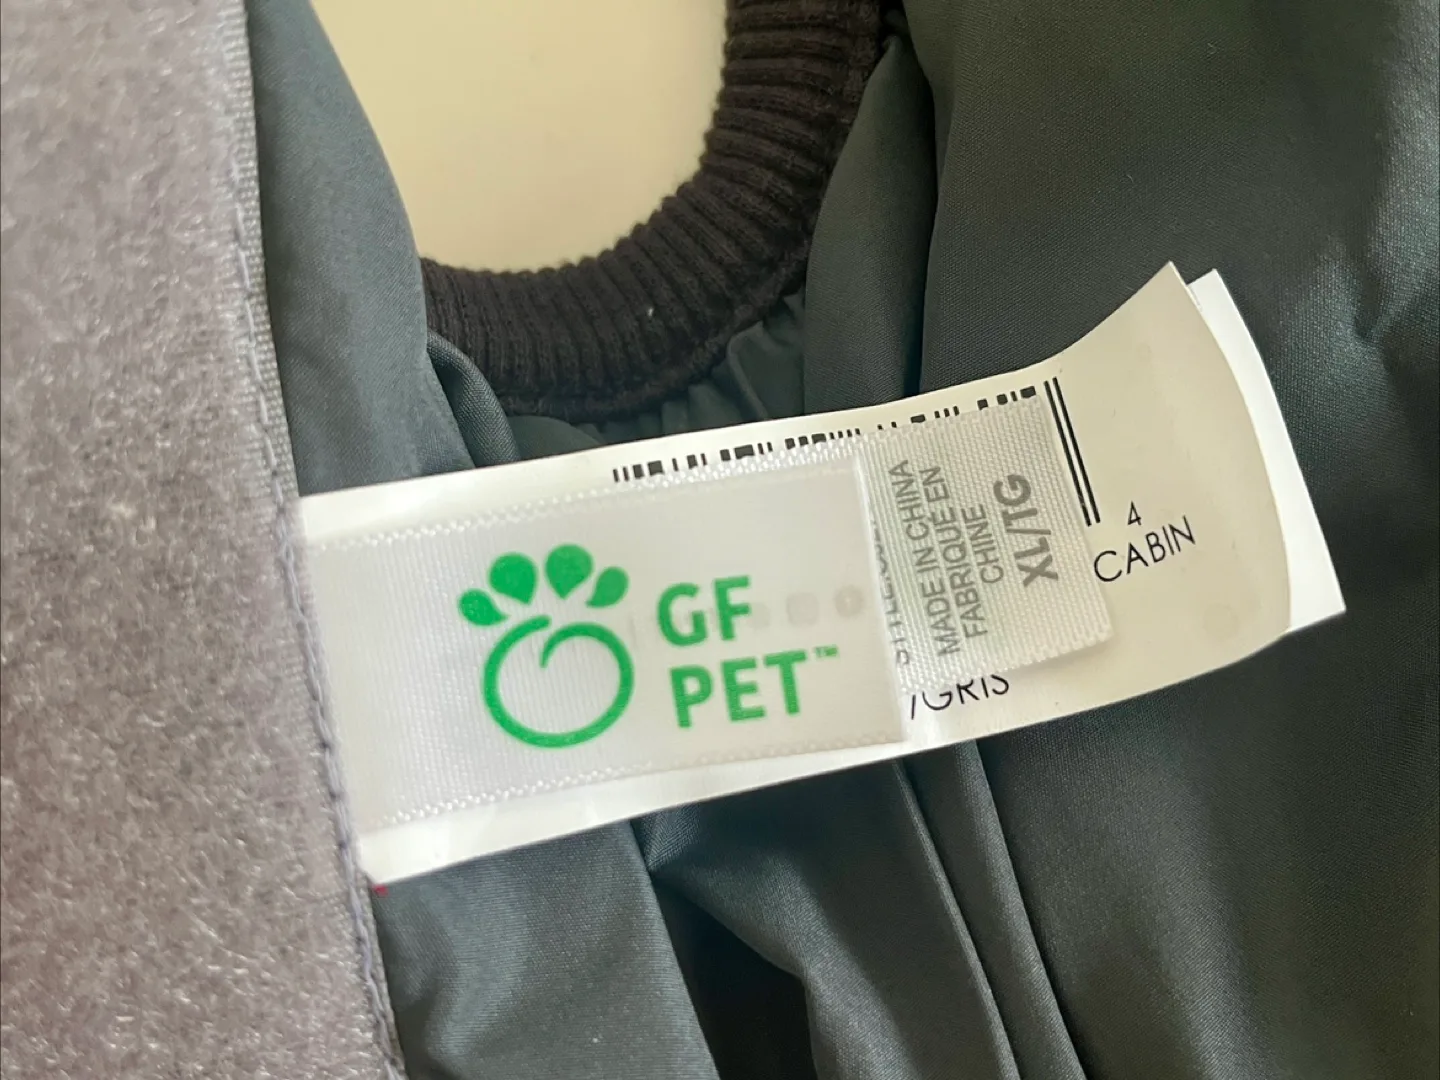 GF
PET™
MADE IN CHINA
FABRIQUÉ EN
CHINE
XL/TG
4
CABIN
/GRIS